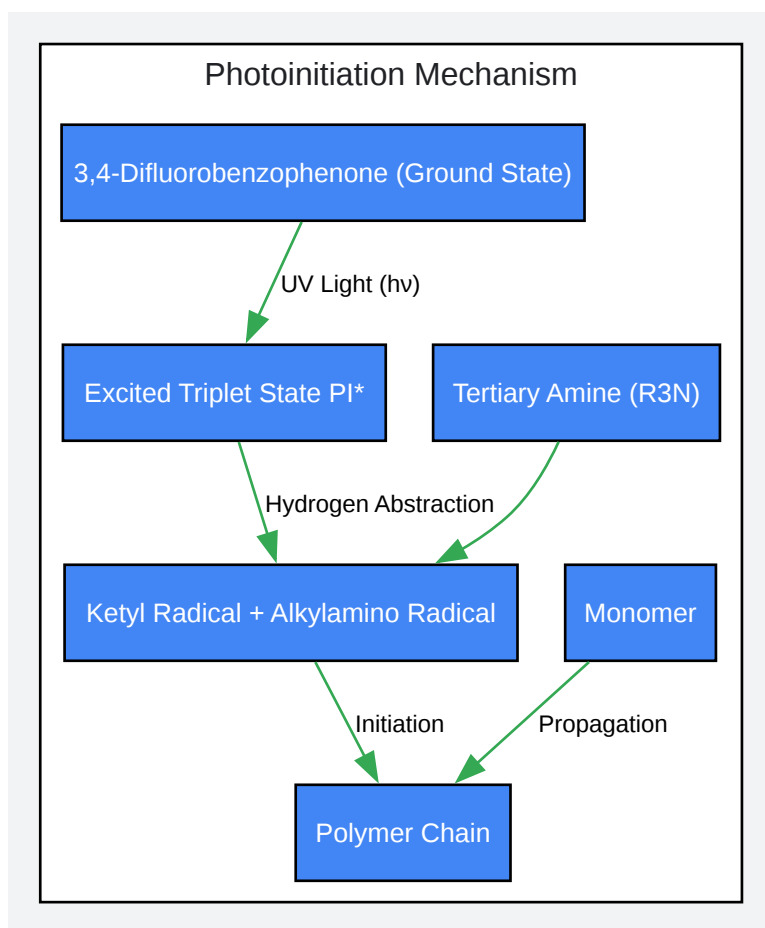 Photoinitiation Mechanism
3,4-Difluorobenzophenone (Ground State)
UV Light (hν)
Excited Triplet State PI*
Tertiary Amine (R3N)
Hydrogen Abstraction
Ketyl Radical + Alkylamino Radical
Monomer
Initiation
Propagation
Polymer Chain